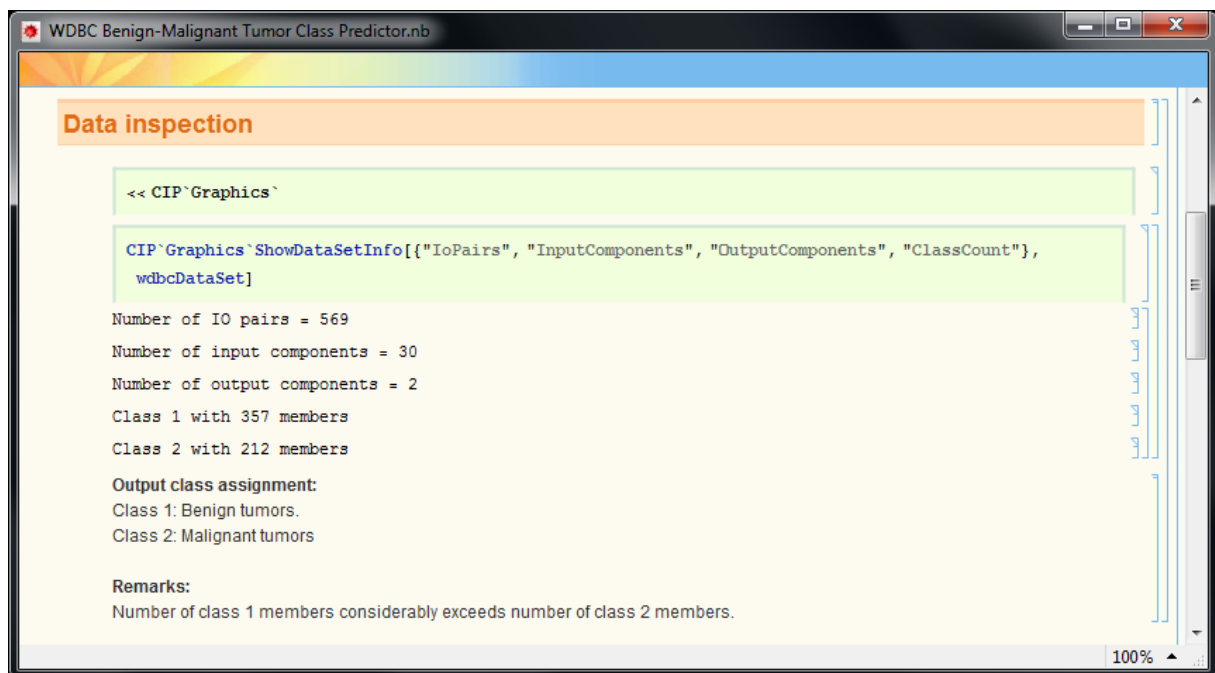 WDBC Benign-Malignant Tumor Class Predictor.nb
Data inspection
<< CIP`Graphics`
CIP`Graphics`ShowDataSetInfo[{"IoPairs", "InputComponents", "OutputComponents", "ClassCount"},
wdbcDataSet]
Number of IO pairs = 569
Number of input components = 30
Number of output components = 2
Class 1 with 357 members
Class 2 with 212 members
Output class assignment:
Class 1: Benign tumors.
Class 2: Malignant tumors
Remarks:
Number of class 1 members considerably exceeds number of class 2 members.
100%